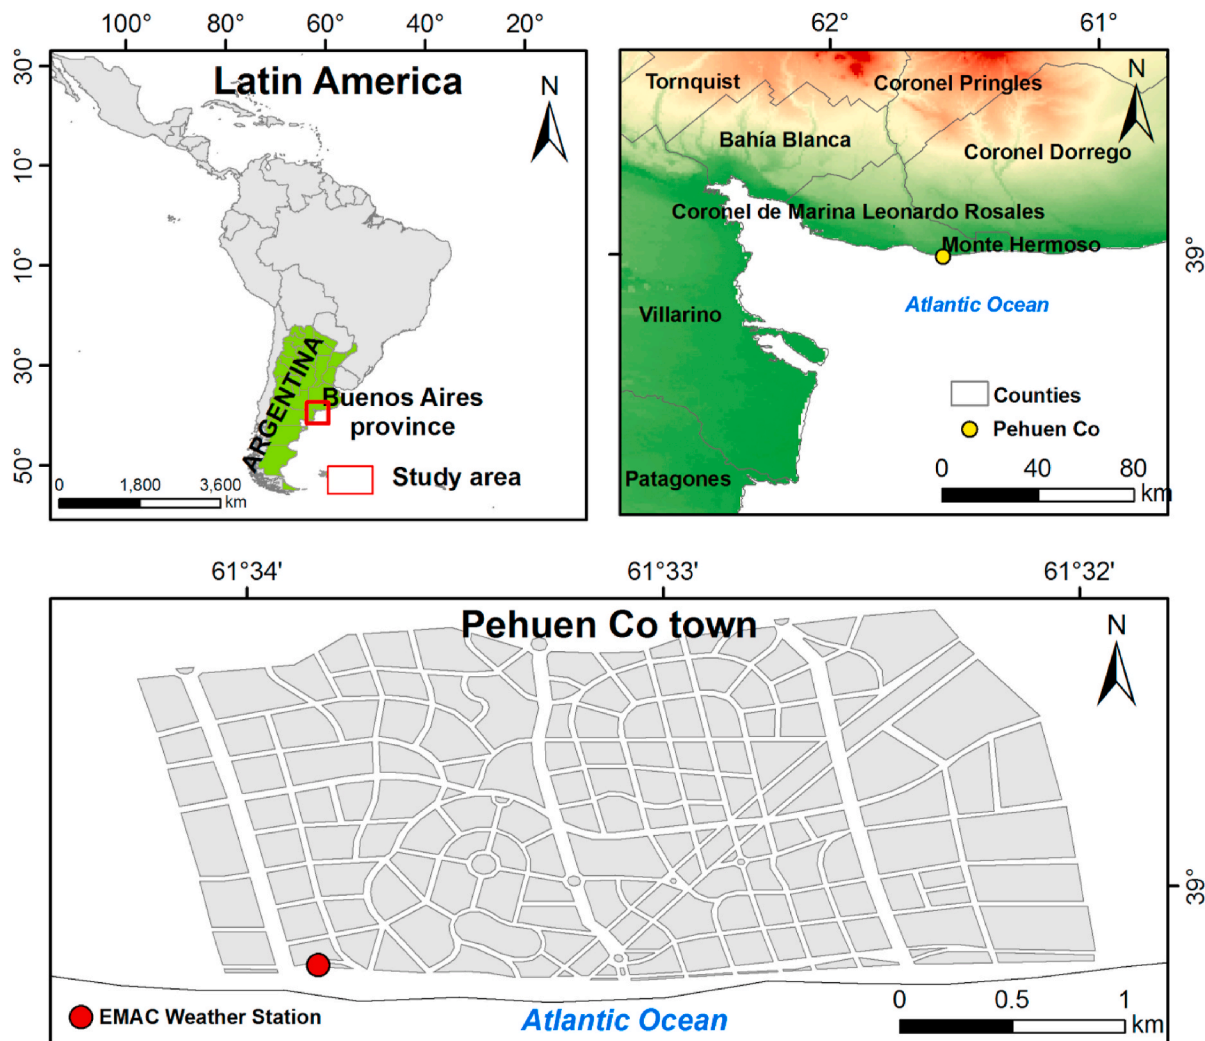 100° 80° 60° 40° 20°
30°
10°
10°
30°
50°
Latin America
N
ARGENTINA
Buenos Aires
province
Study area
0 1,800 3,600
km
62° 61°
39°
N
Tornquist
Coronel Pringles
Bahía Blanca
Coronel Dorrego
Coronel de Marina Leonardo Rosales
Monte Hermoso
Atlantic Ocean
Villarino
Patagones
Counties
Pehuen Co
0 40 80
km
61°34' 61°33' 61°32'
39°
Pehuen Co town
N
EMAC Weather Station
Atlantic Ocean
0 0.5 1
km